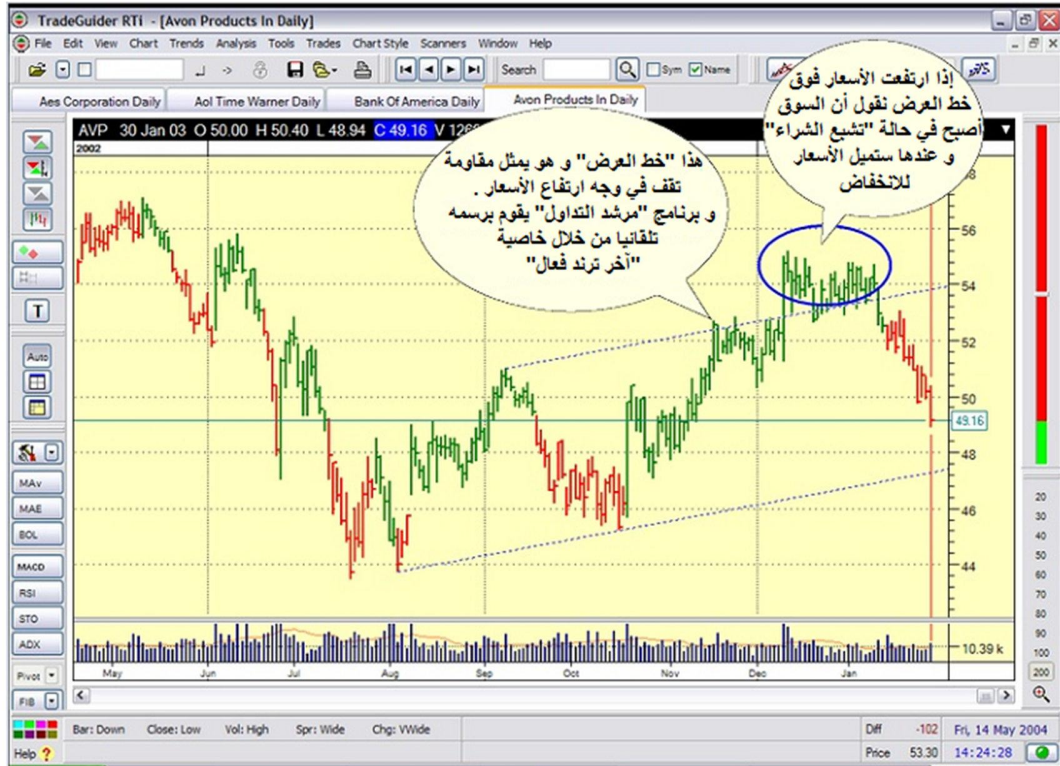 TradeGuider RTi - [Avon Products In Daily]
File Edit View Chart Trends Analysis Tools Trades Chart Style Scanners Window Help
Search Sym Name
Aes Corporation Daily Aol Time Warner Daily Bank Of America Daily Avon Products In Daily
AVP 30 Jan 03 O 50.00 H 50.40 L 48.94 C 49.16 V
2002
إذا ارتفعت الأسعار فوق
خط العرض نقول أن السوق
أصبح في حالة "تشبع الشراء"
و عندها ستميل الأسعار
للانخفاض
هذا "خط العرض" و هو يمثل مقاومة
تقف في وجه ارتفاع الأسعار .
و برنامج "مرشد التداول" يقوم برسمه
تلقائيا من خلال خاصية
"آخر ترند فعال"
56
54
52
50
49.16
48
46
44
10.39 k
T
Auto
MAv
MAE
BOL
MACD
RSI
STO
ADX
Pivot
FIB
20
30
40
50
60
70
80
90
100
200
May Jun Jul Aug Sep Oct Nov Dec Jan
Bar: Down Close: Low Vol: High Spr: Wide Chg: VWide Diff -102 Fri, 14 May 2004
Help ? Price 53.30 14:24:28